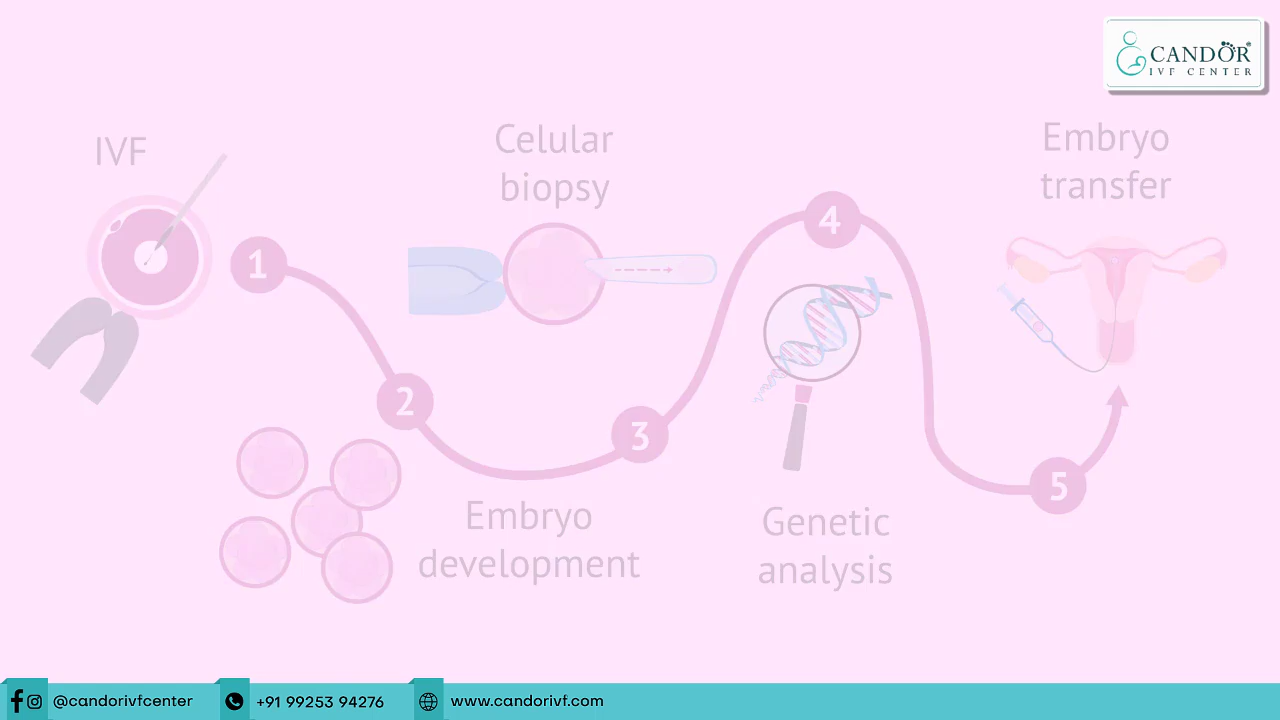 CANDOR
IVF CENTER
IVF
1
2
Embryo
development
Celular
biopsy
3
4
Genetic
analysis
Embryo
transfer
5
@candorivfcenter
+91 99253 94276
www.candorivf.com